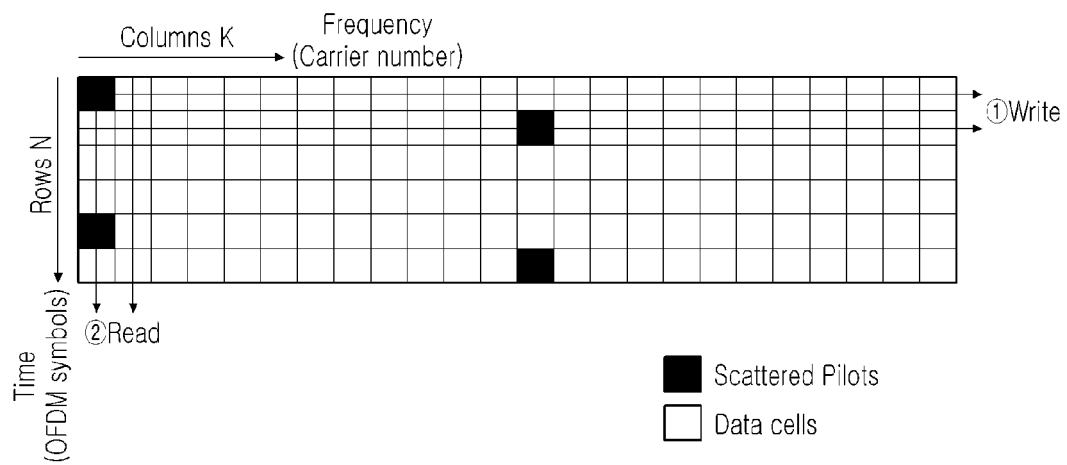 Columns K
Frequency
(Carrier number)
①Write
Rows N
②Read
Time
(OFDM symbols)
Scattered Pilots
Data cells